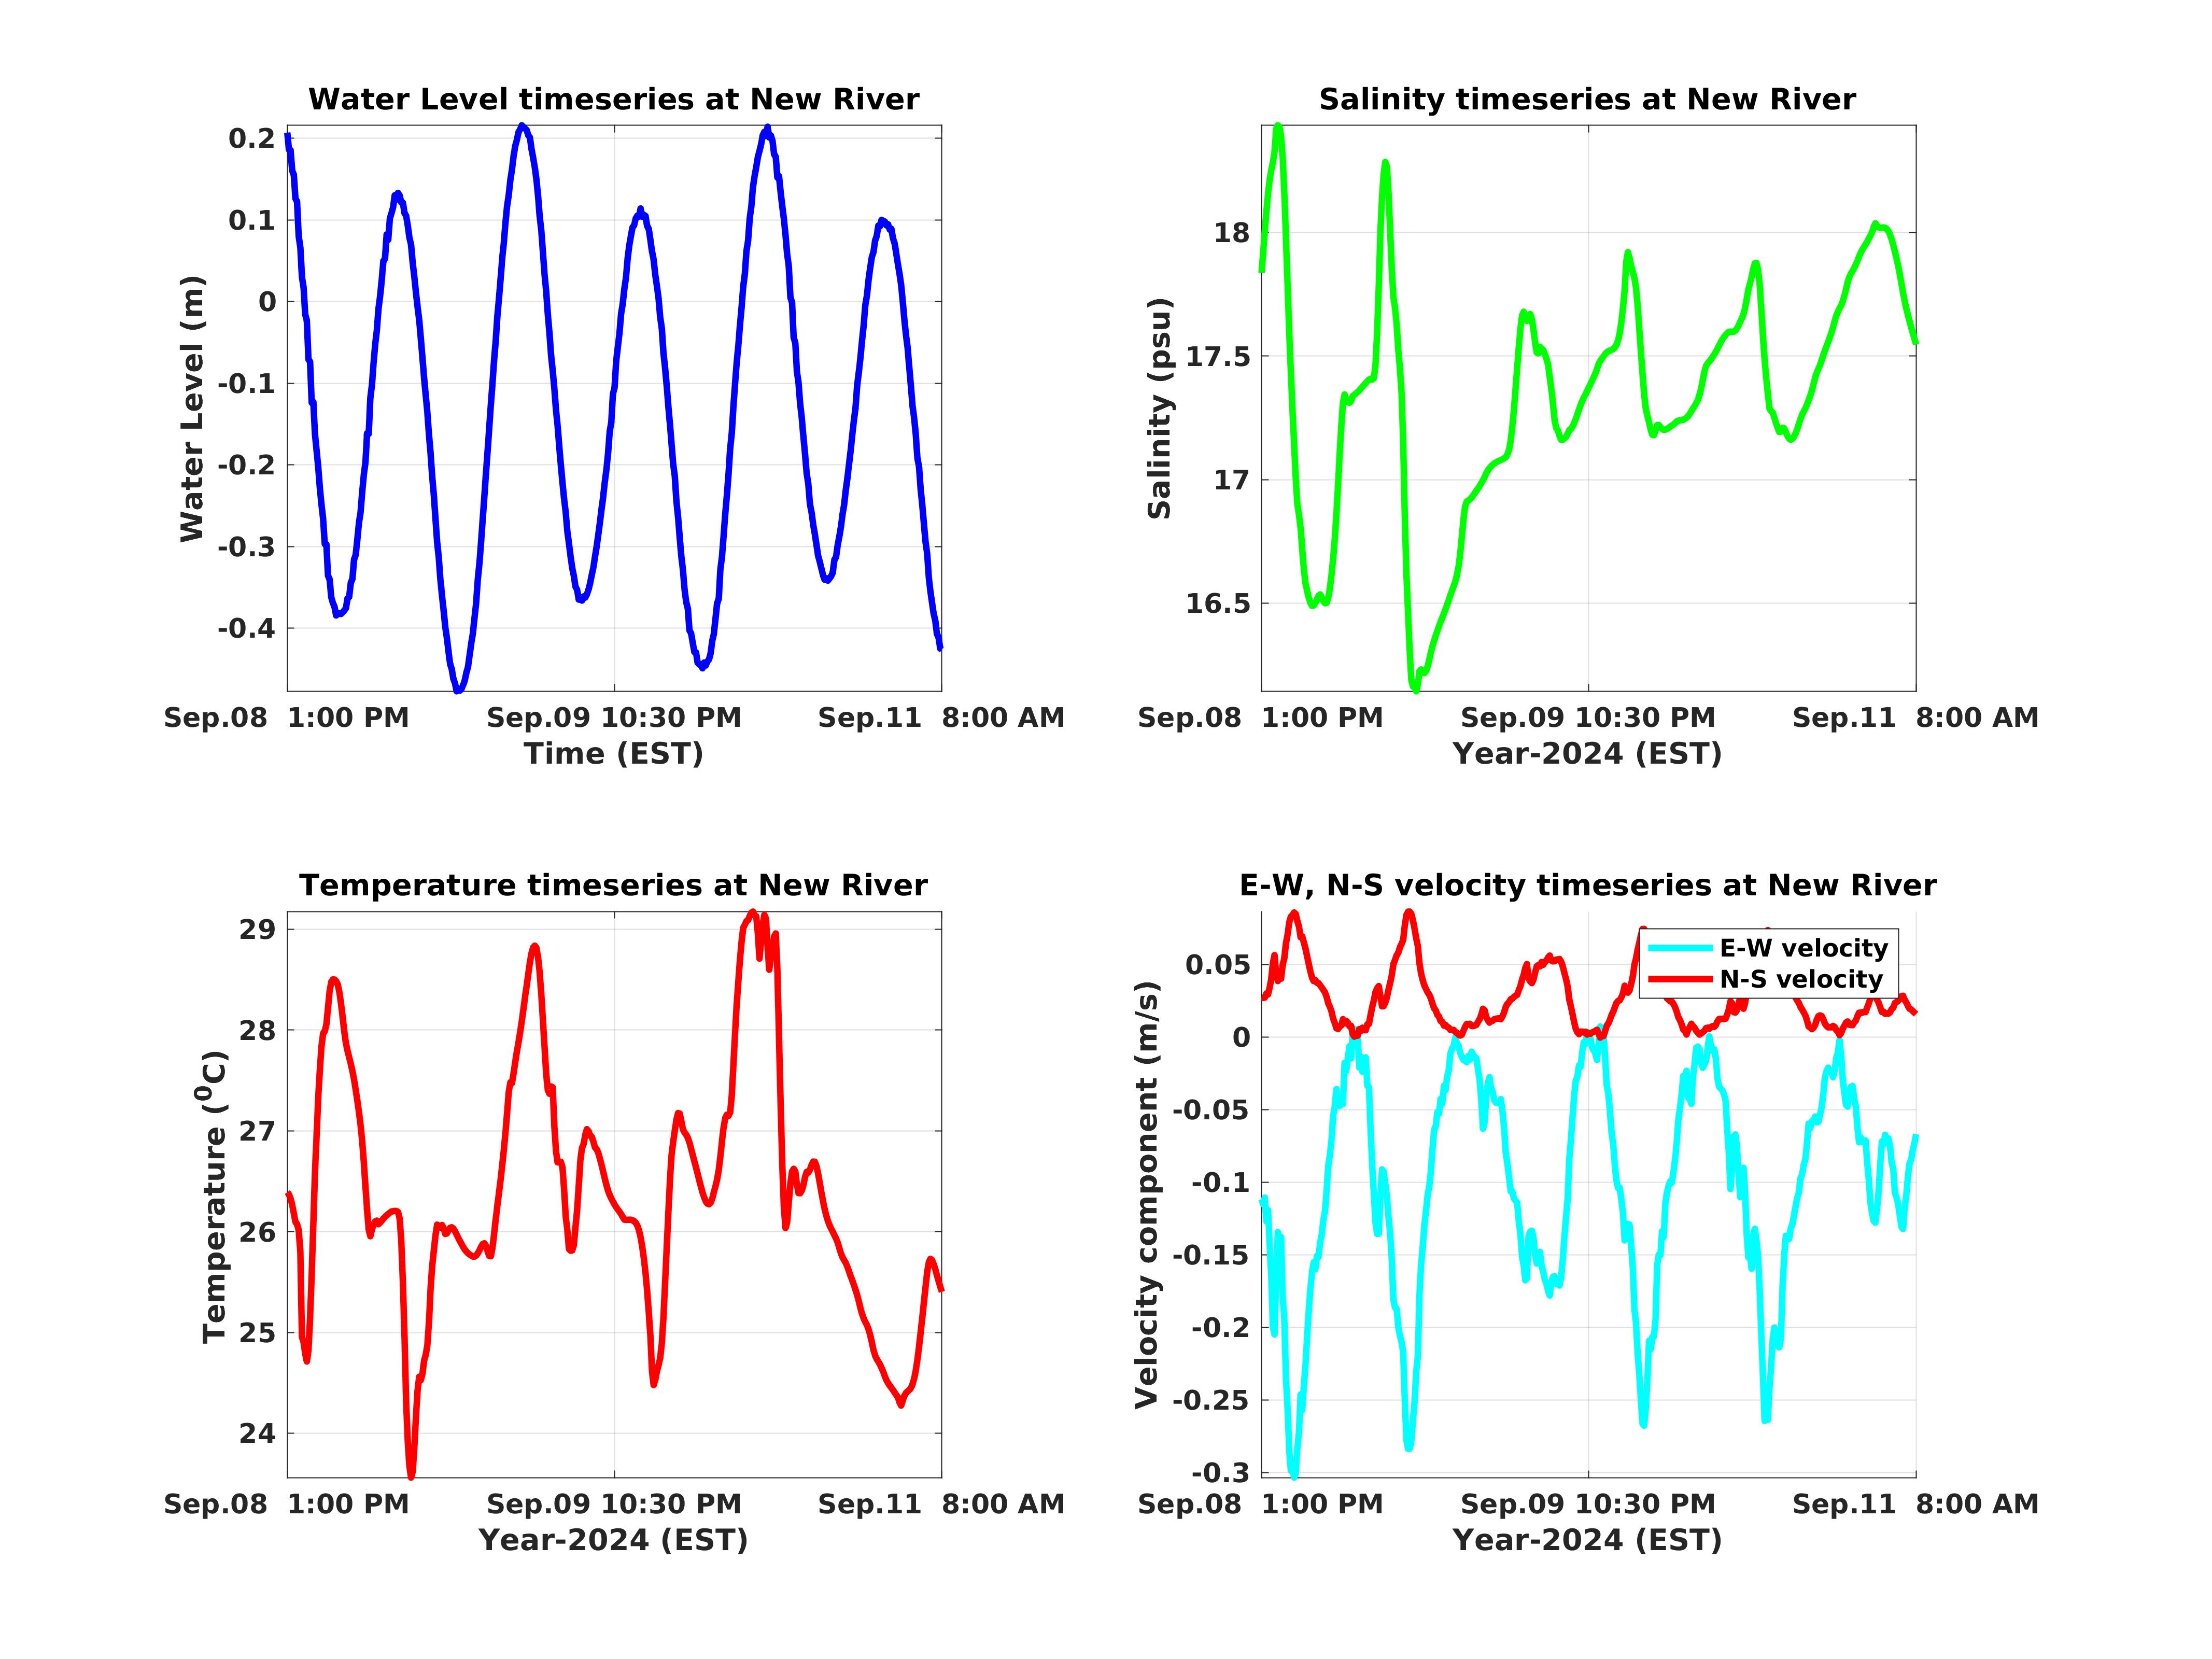 Water Level timeseries at New River
0.2
0.1
0
-0.1
-0.2
-0.3
-0.4
Water Level (m)
Sep.08 1:00 PM Sep.09 10:30 PM Sep.11 8:00 AM
Time (EST)
Salinity timeseries at New River
18
17.5
17
16.5
Salinity (psu)
Sep.08 1:00 PM Sep.09 10:30 PM Sep.11 8:00 AM
Year-2024 (EST)
Temperature timeseries at New River
29
28
27
26
25
24
Temperature (⁰C)
Sep.08 1:00 PM Sep.09 10:30 PM Sep.11 8:00 AM
Year-2024 (EST)
E-W, N-S velocity timeseries at New River
E-W velocity
N-S velocity
0.05
0
-0.05
-0.1
-0.15
-0.2
-0.25
-0.3
Velocity component (m/s)
Sep.08 1:00 PM Sep.09 10:30 PM Sep.11 8:00 AM
Year-2024 (EST)